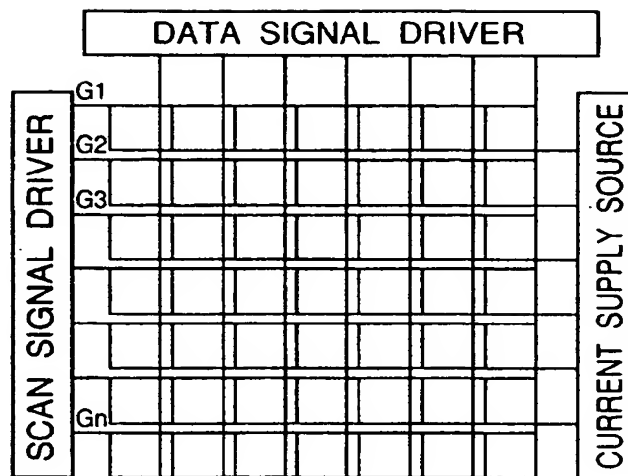 DATA SIGNAL DRIVER
SCAN SIGNAL DRIVER
G1
G2
G3
Gn
CURRENT SUPPLY SOURCE